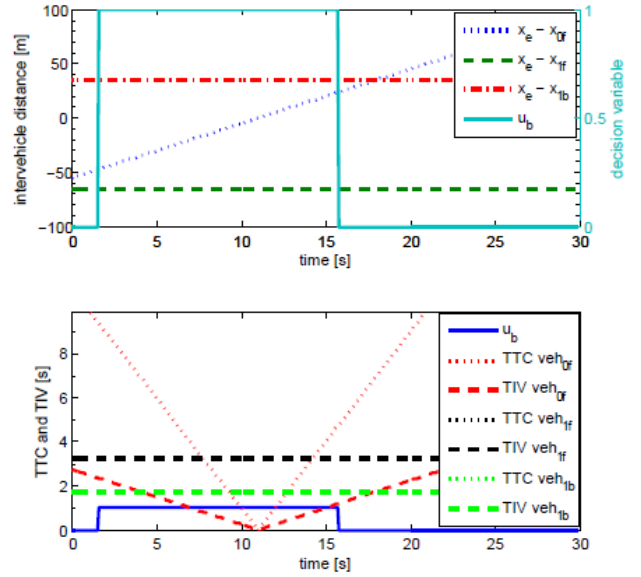 100
50
0
−50
−100
intervehicle distance [m]
0 5 10 15 20 25 30
time [s]
1
0.5
0
decision variable
x_e − x_0f
x_e − x_1f
x_e − x_1b
u_b
8
6
4
2
0
TTC and TIV [s]
0 5 10 15 20 25 30
time [s]
u_b
TTC veh_0f
TIV veh_0f
TTC veh_1f
TIV veh_1f
TTC veh_1b
TIV veh_1b